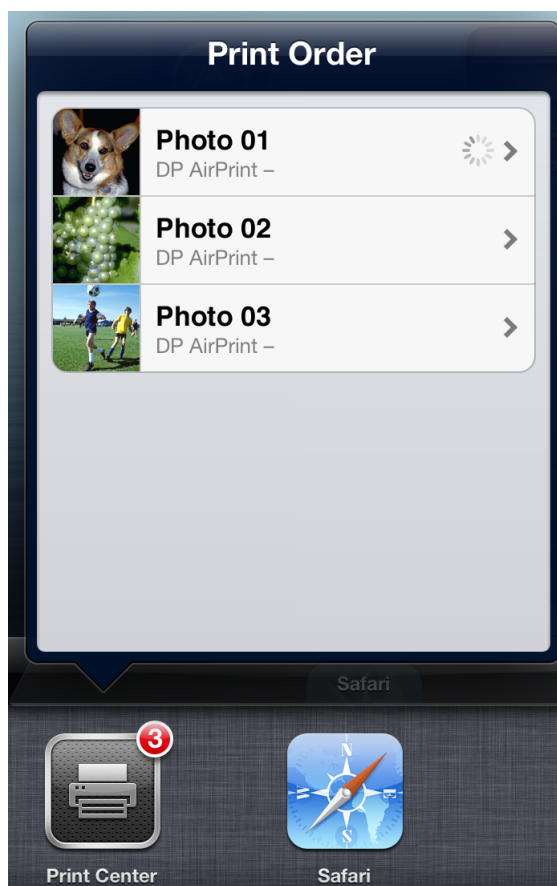 Print Order
Photo 01
DP AirPrint –
Photo 02
DP AirPrint –
Photo 03
DP AirPrint –
Safari
3
N
S
Print Center
Safari